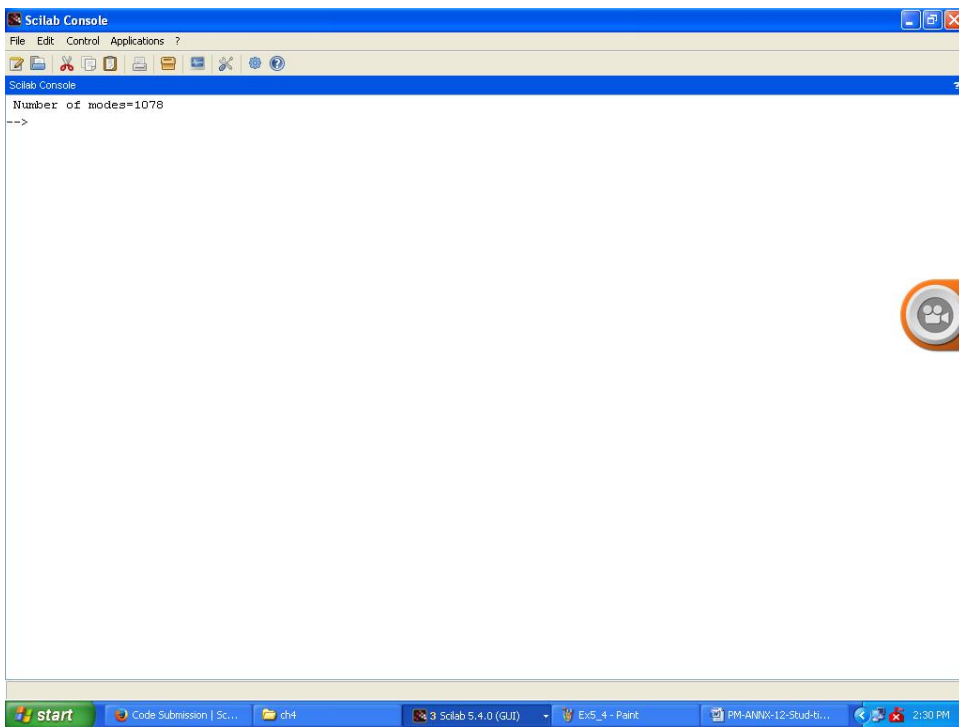 Scilab Console
File Edit Control Applications ?
Scilab Console ?
Number of modes=1078
-->
start Code Submission | Sc... ch4 3 Scilab 5.4.0 (GUI) Ex5_4 - Paint PM-ANNX-12-Stud-ti... 2:30 PM